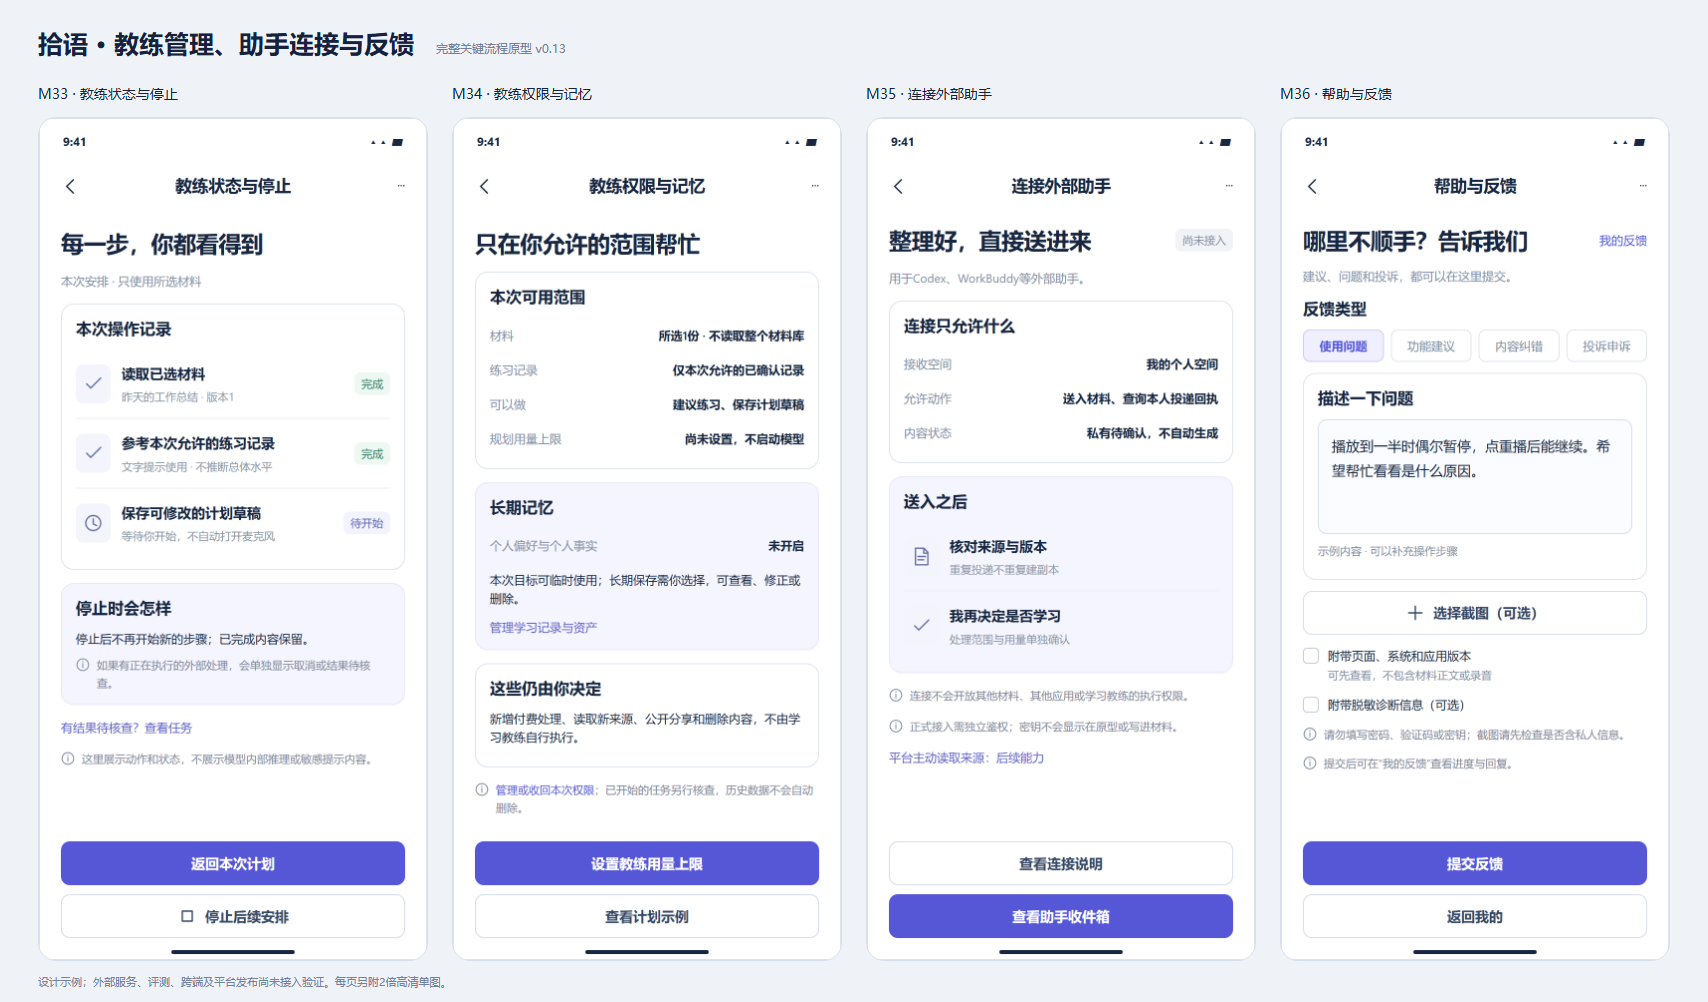 拾语 · 教练管理、助手连接与反馈 完整关键流程原型 v0.13
M33 · 教练状态与停止
9:41
教练状态与停止
每一步，你都看得到
本次安排 · 只使用所选材料
本次操作记录
读取已选材料
昨天的工作总结 · 版本1
完成
参考本次允许的练习记录
文字提示使用 · 不推断总体水平
完成
保存可修改的计划草稿
等待你开始，不自动打开麦克风
待开始
停止时会怎样
停止后不再开始新的步骤；已完成内容保留。
如果有正在执行的外部处理，会单独显示取消或结果待核
查。
有结果待核查？查看任务
这里展示动作和状态，不展示模型内部推理或敏感提示内容。
返回本次计划
停止后续安排
M34 · 教练权限与记忆
9:41
教练权限与记忆
只在你允许的范围帮忙
本次可用范围
材料 所选1份 · 不读取整个材料库
练习记录 仅本次允许的已确认记录
可以做 建议练习、保存计划草稿
规划用量上限 尚未设置，不启动模型
长期记忆
个人偏好与个人事实 未开启
本次目标可临时使用；长期保存需你选择，可查看、修正或
删除。
管理学习记录与资产
这些仍由你决定
新增付费处理、读取新来源、公开分享和删除内容，不由学
习教练自行执行。
管理或收回本次权限；已开始的任务另行核查，历史数据不会自动
删除。
设置教练用量上限
查看计划示例
M35 · 连接外部助手
9:41
连接外部助手
整理好，直接送进来
尚未接入
用于Codex、WorkBuddy等外部助手。
连接只允许什么
接收空间 我的个人空间
允许动作 送入材料、查询本人投递回执
内容状态 私有待确认，不自动生成
送入之后
核对来源与版本
重复投递不重复建副本
我再决定是否学习
处理范围与用量单独确认
连接不会开放其他材料、其他应用或学习教练的执行权限。
正式接入需独立鉴权；密钥不会显示在原型或写进材料。
平台主动读取来源：后续能力
查看连接说明
查看助手收件箱
M36 · 帮助与反馈
9:41
帮助与反馈
哪里不顺手？告诉我们
我的反馈
建议、问题和投诉，都可以在这里提交。
反馈类型
使用问题 功能建议 内容纠错 投诉申诉
描述一下问题
播放到一半时偶尔暂停，点重播后能继续。希
望帮忙看看是什么原因。
示例内容 · 可以补充操作步骤
选择截图（可选）
附带页面、系统和应用版本
可先查看，不包含材料正文或录音
附带脱敏诊断信息（可选）
请勿填写密码、验证码或密钥；截图请先检查是否含私人信息。
提交后可在“我的反馈”查看进度与回复。
提交反馈
返回我的
设计示例；外部服务、评测、跨端及平台发布尚未接入验证。每页另附2倍高清单图。